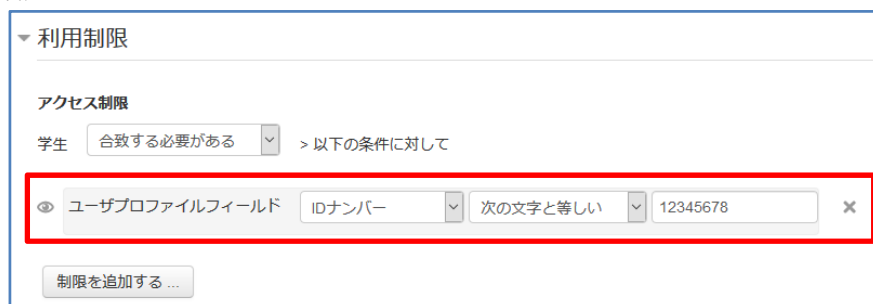 利用制限
アクセス制限
学生 合致する必要がある > 以下の条件に対して
ユーザプロファイルフィールド IDナンバー 次の文字と等しい 12345678
制限を追加する ...